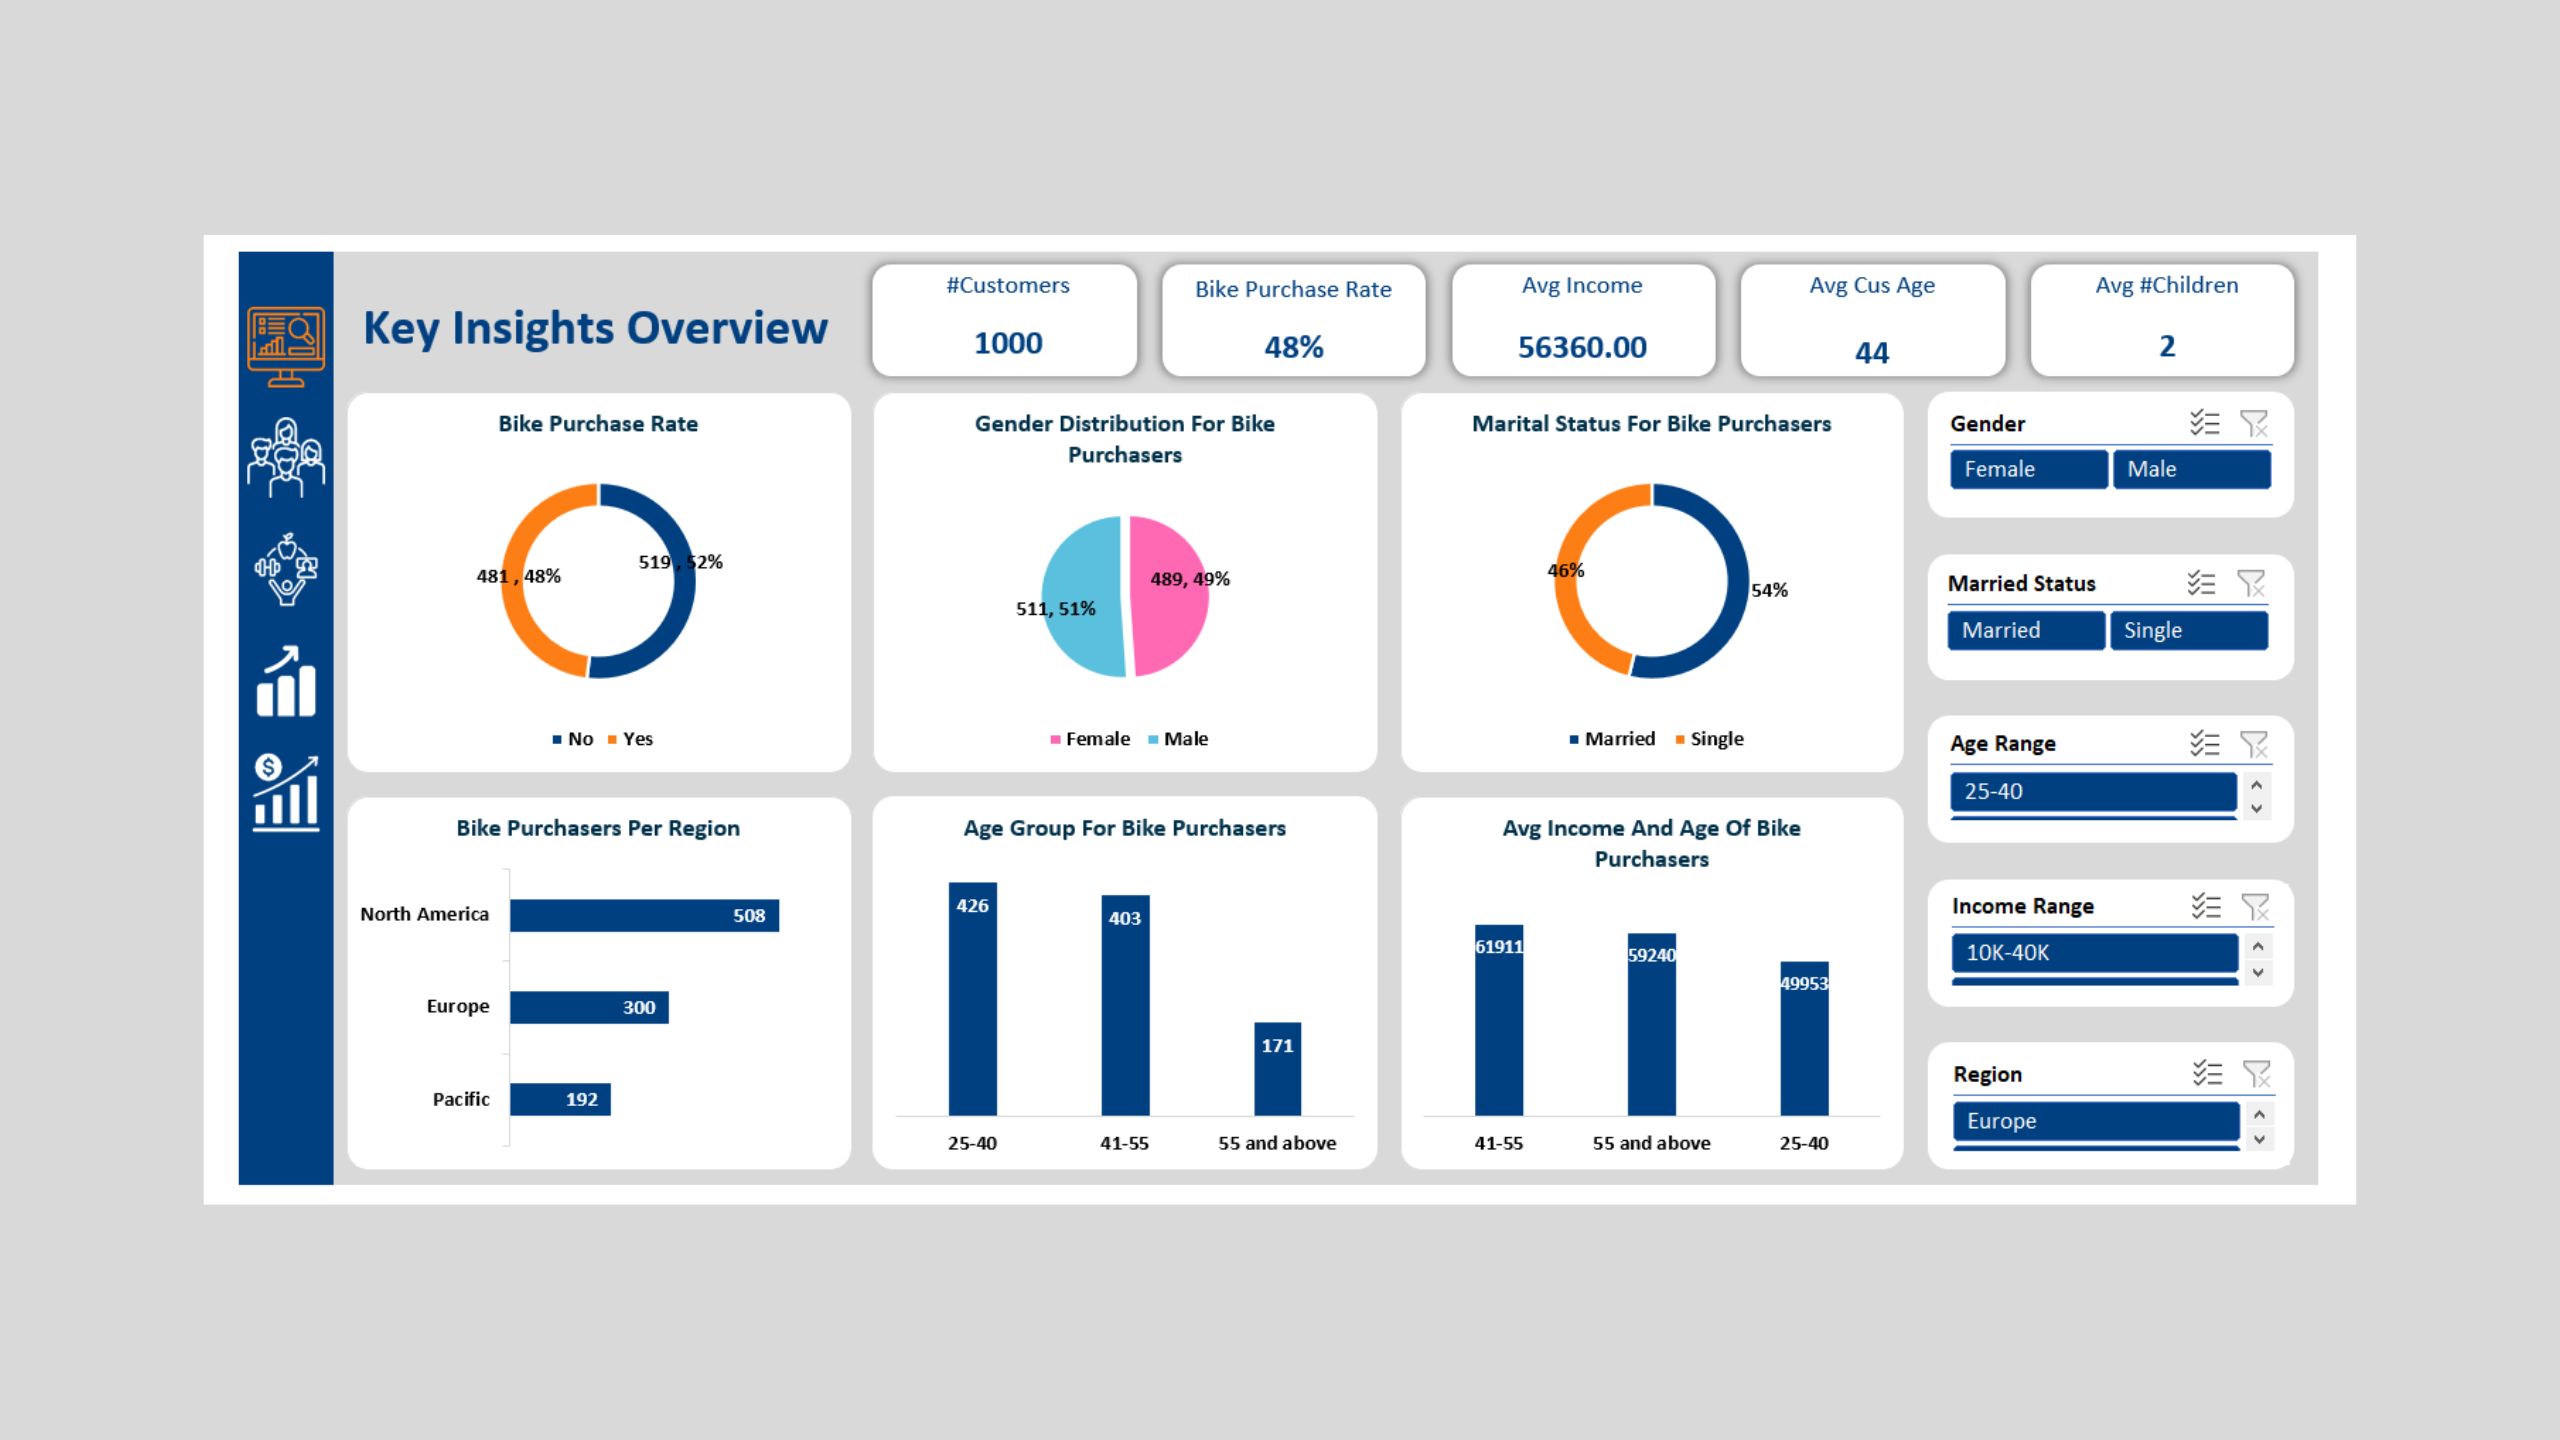 Key Insights Overview
#Customers
1000
Bike Purchase Rate
48%
Avg Income
56360.00
Avg Cus Age
44
Avg #Children
2
Bike Purchase Rate
481 , 48%
519 , 52%
No
Yes
Gender Distribution For Bike
Purchasers
511, 51%
489, 49%
Female
Male
Marital Status For Bike Purchasers
46%
54%
Married
Single
Bike Purchasers Per Region
North America
508
Europe
300
Pacific
192
Age Group For Bike Purchasers
426
403
171
25-40
41-55
55 and above
Avg Income And Age Of Bike
Purchasers
61911
59240
49953
41-55
55 and above
25-40
Gender
Female
Male
Married Status
Married
Single
Age Range
25-40
Income Range
10K-40K
Region
Europe